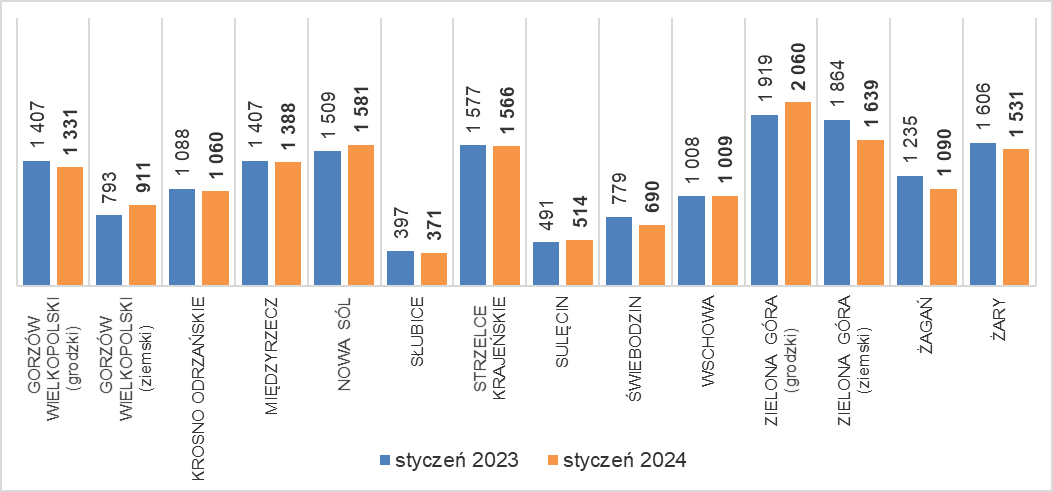 1 407
1 331
793
911
1 088
1 060
1 407
1 388
1 509
1 581
397
371
1 577
1 566
491
514
779
690
1 008
1 009
1 919
2 060
1 864
1 639
1 235
1 090
1 606
1 531
GORZÓW
WIELKOPOLSKI
(grodzki)
GORZÓW
WIELKOPOLSKI
(ziemski)
KROSNO ODRZAŃSKIE
MIĘDZYRZECZ
NOWA SÓL
SŁUBICE
STRZELCE
KRAJEŃSKIE
SULĘCIN
ŚWIEBODZIN
WSCHOWA
ZIELONA GÓRA
(grodzki)
ZIELONA GÓRA
(ziemski)
ŻAGAŃ
ŻARY
styczeń 2023
styczeń 2024